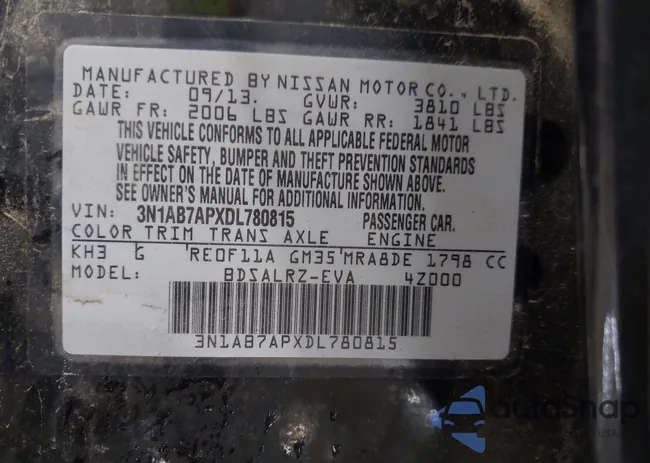 MANUFACTURED BY NISSAN MOTOR CO., LTD.
DATE: 09/13. GVWR: 3810 LBS
GAWR FR: 2006 LBS GAWR RR: 1841 LBS
THIS VEHICLE CONFORMS TO ALL APPLICABLE FEDERAL MOTOR
VEHICLE SAFETY, BUMPER AND THEFT PREVENTION STANDARDS
IN EFFECT ON THE DATE OF MANUFACTURE SHOWN ABOVE.
SEE OWNER'S MANUAL FOR ADDITIONAL INFORMATION.
VIN: 3N1AB7APXDL780815 PASSENGER CAR.
COLOR TRIM TRANS AXLE ENGINE
KH3 G RE0F11A GM35 MRA8DE 1798 CC
MODEL: BDSALRZ-EVA 4Z000
3N1AB7APXDL780815
autoSnap
USA